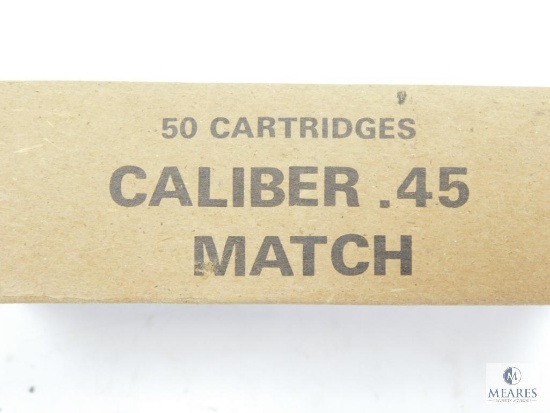 50 CARTRIDGES
CALIBER .45
MATCH
M
MEARES